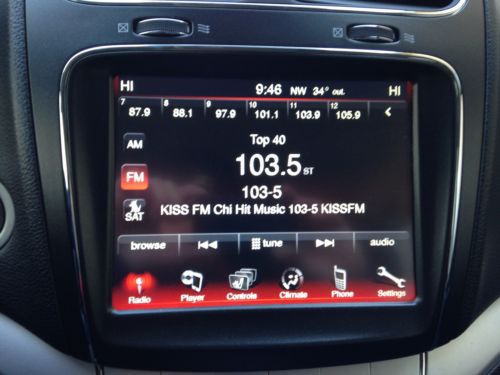 HI 9:46 NW 34° out. HI
7 8 9 10 11 12
87.9 88.1 97.9 101.1 103.9 105.9
AM
Top 40
103.5 ST
FM
103-5
SAT
KISS FM Chi Hit Music 103-5 KISSFM
browse tune audio
Radio Player Controls Climate Phone Settings